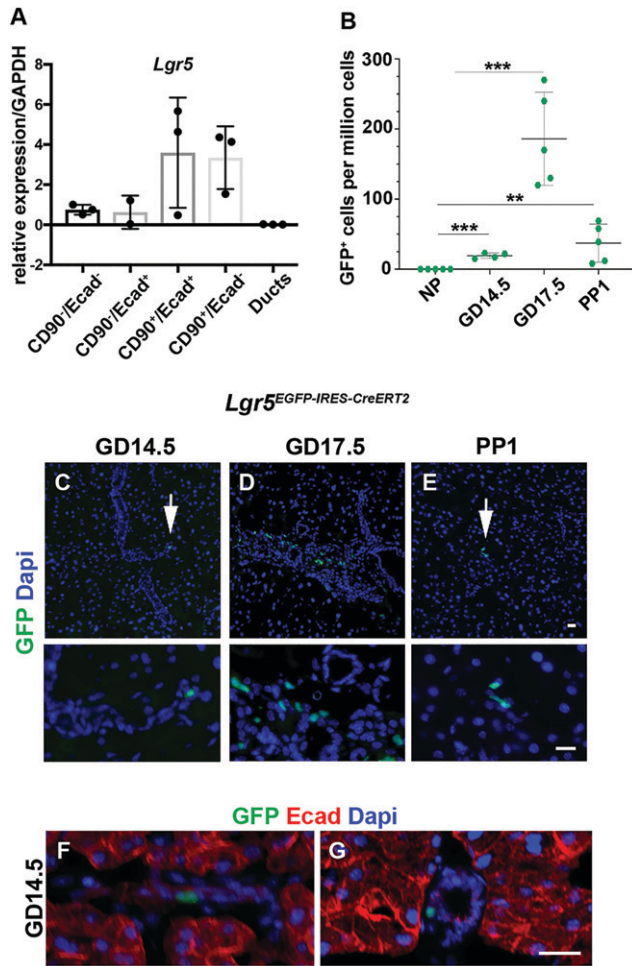 A
Lgr5
relative expression/GAPDH
8
6
4
2
0
-2
CD90⁻/Ecad⁻
CD90⁻/Ecad⁺
CD90⁺/Ecad⁺
CD90⁺/Ecad⁻
Ducts
B
GFP⁺ cells per million cells
300
200
100
0
***
**
***
NP
GD14.5
GD17.5
PP1
Lgr5^EGFP-IRES-CreERT2
GD14.5 GD17.5 PP1
GFP Dapi
C D E
GFP Ecad Dapi
GD14.5
F G